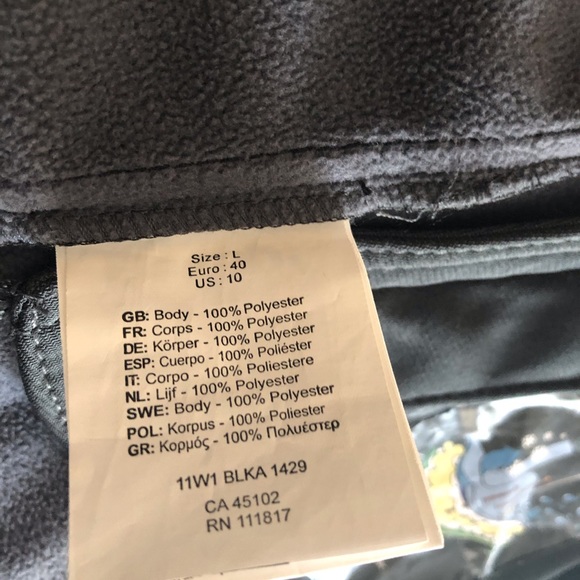 Size : L
Euro : 40
US : 10
GB: Body - 100% Polyester
FR: Corps - 100% Polyester
DE: Körper - 100% Polyester
ESP: Cuerpo - 100% Poliéster
IT: Corpo - 100% Poliestere
NL: Lijf - 100% Polyester
SWE: Body - 100% Polyester
POL: Korpus - 100% Poliester
GR: Κορμός - 100% Πολυέστερ
11W1 BLKA 1429
CA 45102
RN 111817